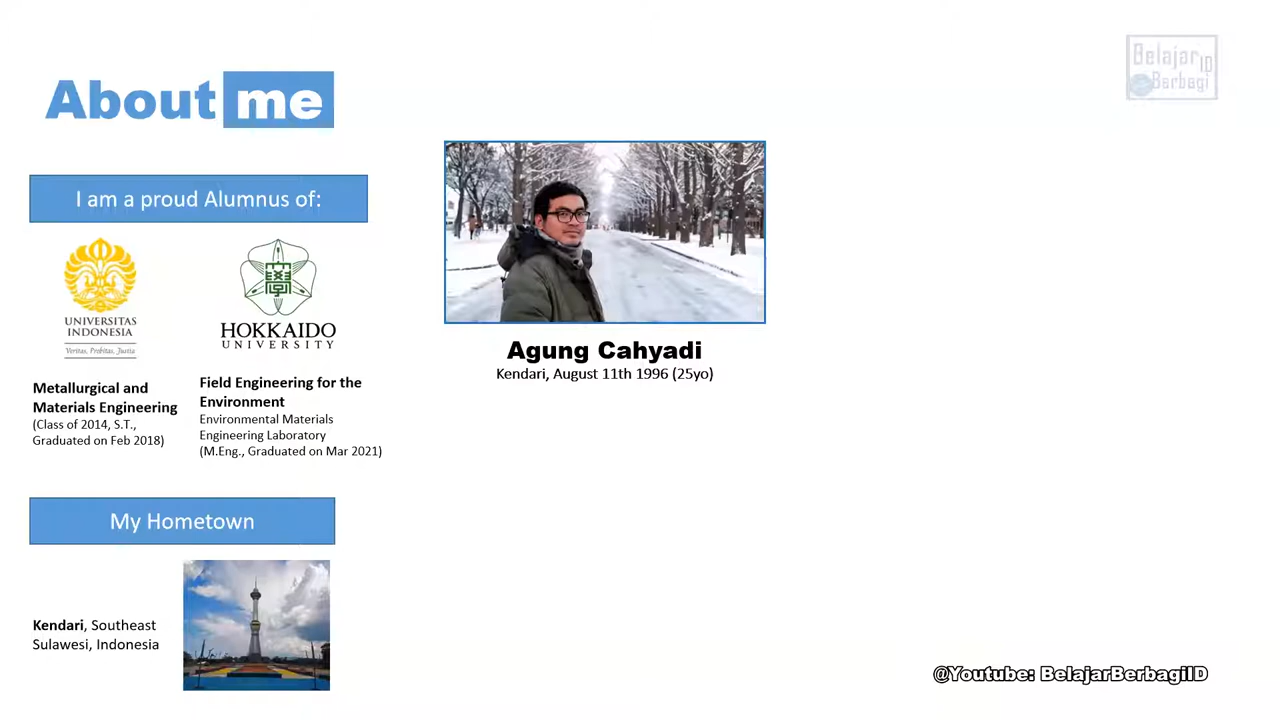 About me
Belajar ID
Berbagi
I am a proud Alumnus of:
UNIVERSITAS
INDONESIA
Veritas, Probitas, Justia
HOKKAIDO
UNIVERSITY
Metallurgical and
Materials Engineering
(Class of 2014, S.T.,
Graduated on Feb 2018)
Field Engineering for the
Environment
Environmental Materials
Engineering Laboratory
(M.Eng., Graduated on Mar 2021)
Agung Cahyadi
Kendari, August 11th 1996 (25yo)
My Hometown
Kendari, Southeast
Sulawesi, Indonesia
@Youtube: BelajarBerbagiID